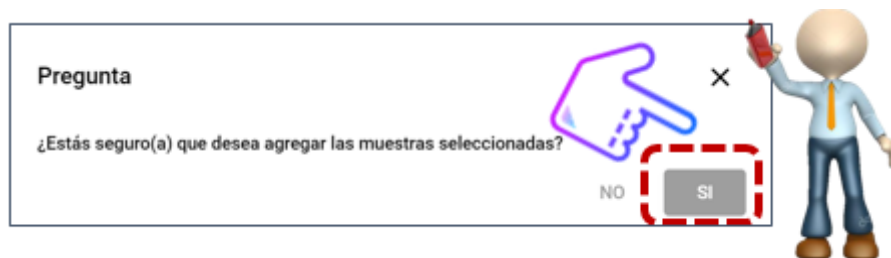 Pregunta
¿Estás seguro(a) que desea agregar las muestras seleccionadas?
NO
SI